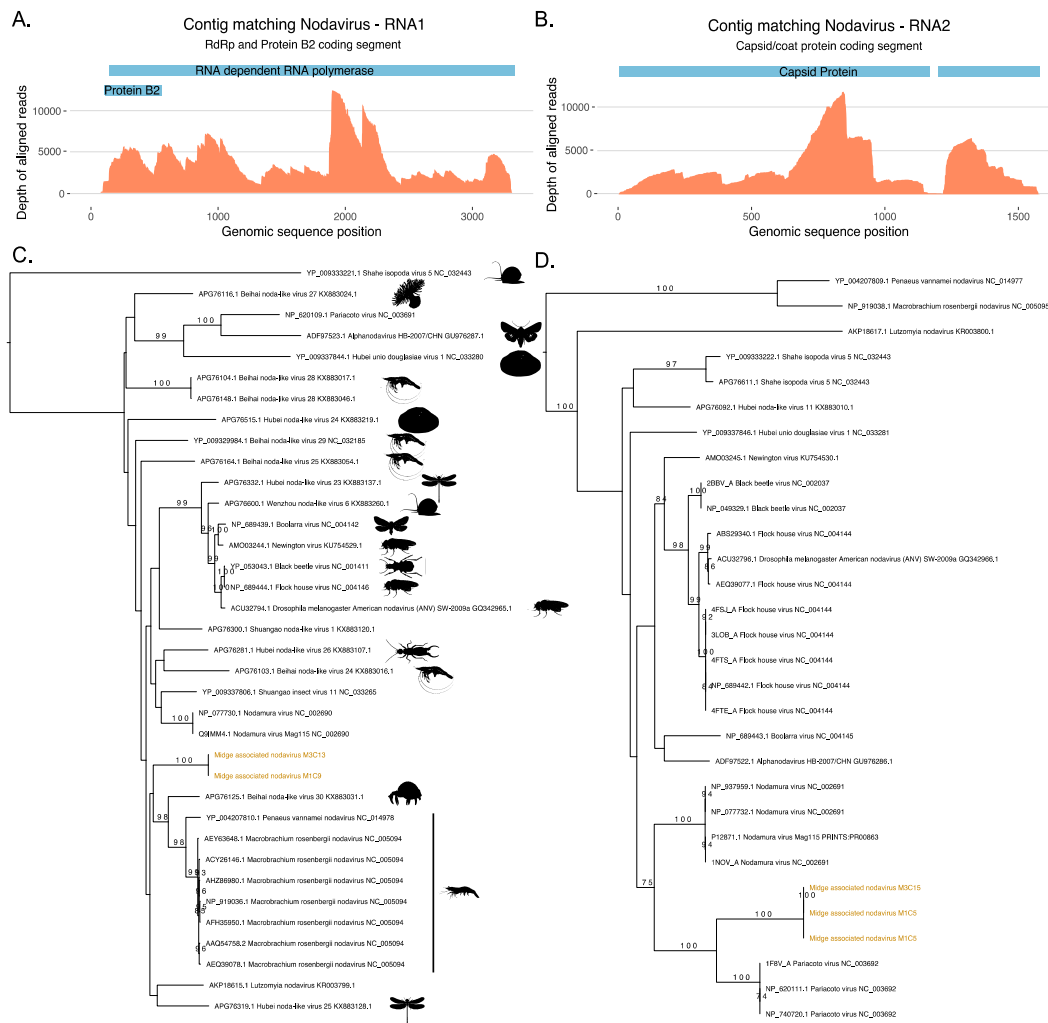 A.
Contig matching Nodavirus - RNA1
RdRp and Protein B2 coding segment
RNA dependent RNA polymerase
Protein B2
Depth of aligned reads
10000
5000
0
0
1000
2000
3000
Genomic sequence position
B.
Contig matching Nodavirus - RNA2
Capsid/coat protein coding segment
Capsid Protein
Depth of aligned reads
10000
5000
0
0
500
1000
1500
Genomic sequence position
C.
YP_009333221.1 Shahe isopoda virus 5 NC_032443
APG76116.1 Beihai noda-like virus 27 KX883024.1
NP_620109.1 Pariacoto virus NC_003691
100
ADF97523.1 Alphanodavirus HB-2007/CHN GU976287.1
99
YP_009337844.1 Hubei unio douglasiae virus 1 NC_033280
APG76104.1 Beihai noda-like virus 28 KX883017.1
100
APG76148.1 Beihai noda-like virus 28 KX883046.1
APG76515.1 Hubei noda-like virus 24 KX883219.1
YP_009329984.1 Beihai noda-like virus 29 NC_032185
APG76164.1 Beihai noda-like virus 25 KX883054.1
APG76332.1 Hubei noda-like virus 23 KX883137.1
99
APG76600.1 Wenzhou noda-like virus 6 KX883260.1
NP_689439.1 Boolarra virus NC_004142
96
100
AMO03244.1 Newington virus KU754529.1
99
YP_053043.1 Black beetle virus NC_001411
100
100
NP_689444.1 Flock house virus NC_004146
ACU32794.1 Drosophila melanogaster American nodavirus (ANV) SW-2009a GQ342965.1
APG76300.1 Shuangao noda-like virus 1 KX883120.1
APG76281.1 Hubei noda-like virus 26 KX883107.1
APG76103.1 Beihai noda-like virus 24 KX883016.1
YP_009337806.1 Shuangao insect virus 11 NC_033265
NP_077730.1 Nodamura virus NC_002690
100
Q9IMM4.1 Nodamura virus Mag115 NC_002690
Midge associated nodavirus M3C13
100
Midge associated nodavirus M1C9
APG76125.1 Beihai noda-like virus 30 KX883031.1
98
YP_004207810.1 Penaeus vannamei nodavirus NC_014978
98
AEY63648.1 Macrobrachium rosenbergii nodavirus NC_005094
ACY26146.1 Macrobrachium rosenbergii nodavirus NC_005094
AHZ86980.1 Macrobrachium rosenbergii nodavirus NC_005094
96
NP_919036.1 Macrobrachium rosenbergii nodavirus NC_005094
AFH35950.1 Macrobrachium rosenbergii nodavirus NC_005094
AAQ54758.2 Macrobrachium rosenbergii nodavirus NC_005094
96
AEQ39078.1 Macrobrachium rosenbergii nodavirus NC_005094
AKP18615.1 Lutzomyia nodavirus KR003799.1
APG76319.1 Hubei noda-like virus 25 KX883128.1
D.
YP_004207809.1 Penaeus vannamei nodavirus NC_014977
100
NP_919038.1 Macrobrachium rosenbergii nodavirus NC_005095
AKP18617.1 Lutzomyia nodavirus KR003800.1
YP_009333222.1 Shahe isopoda virus 5 NC_032443
97
100
APG76611.1 Shahe isopoda virus 5 NC_032443
APG76092.1 Hubei noda-like virus 11 KX883010.1
YP_009337846.1 Hubei unio douglasiae virus 1 NC_033281
AMO03245.1 Newington virus KU754530.1
2BBV_A Black beetle virus NC_002037
84
100
NP_049329.1 Black beetle virus NC_002037
ABS29340.1 Flock house virus NC_004144
98
99
ACU32796.1 Drosophila melanogaster American nodavirus (ANV) SW-2009a GQ342966.1
86
AEQ39077.1 Flock house virus NC_004144
99
4FSJ_A Flock house virus NC_004144
92
3LOB_A Flock house virus NC_004144
100
4FTS_A Flock house virus NC_004144
84
NP_689442.1 Flock house virus NC_004144
4FTE_A Flock house virus NC_004144
NP_689443.1 Boolarra virus NC_004145
ADF97522.1 Alphanodavirus HB-2007/CHN GU976286.1
NP_937959.1 Nodamura virus NC_002691
94
NP_077732.1 Nodamura virus NC_002691
100
P12871.1 Nodamura virus Mag115 PRINTS:PR00863
94
1NOV_A Nodamura virus NC_002691
75
Midge associated nodavirus M3C15
100
Midge associated nodavirus M1C5
100
Midge associated nodavirus M1C5
100
1F8V_A Pariacoto virus NC_003692
NP_620111.1 Pariacoto virus NC_003692
74
NP_740720.1 Pariacoto virus NC_003692